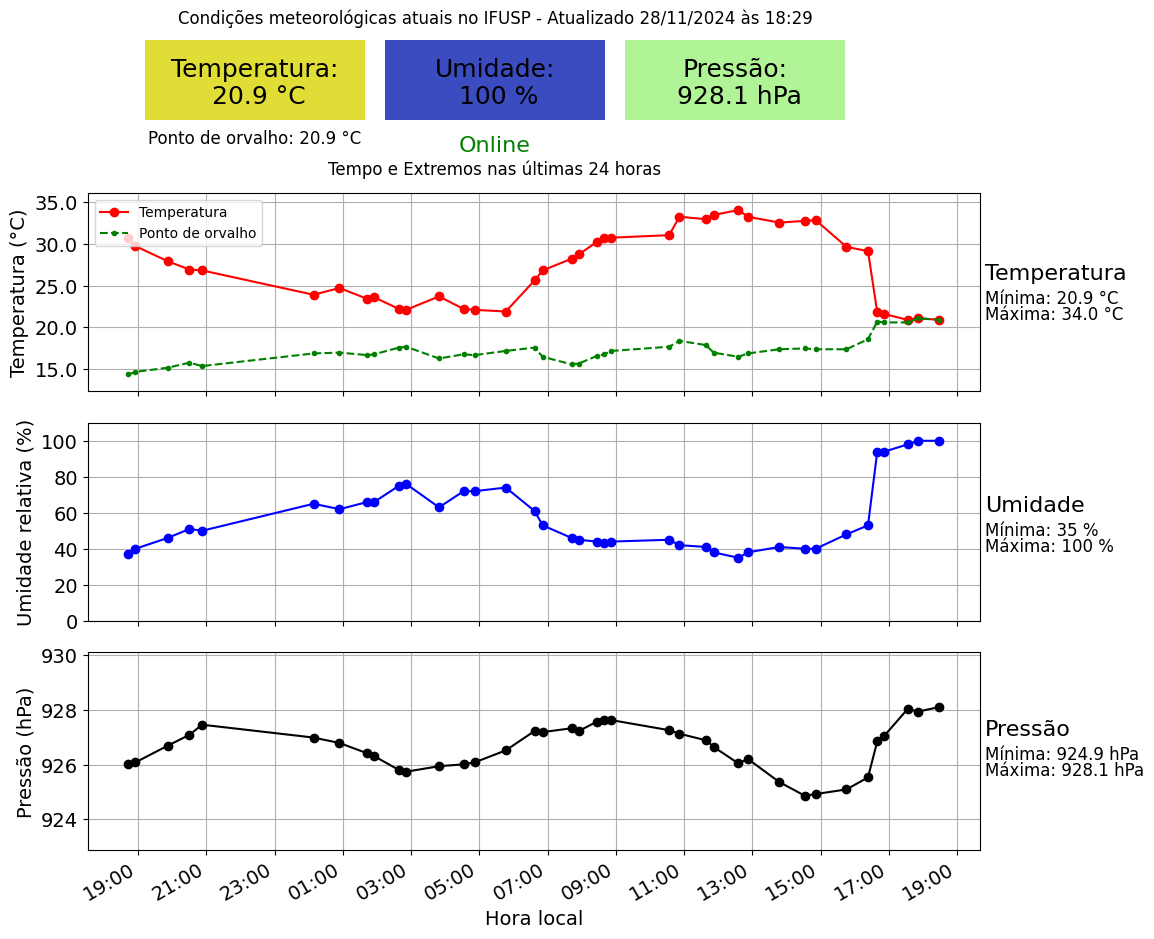 Condições meteorológicas atuais no IFUSP - Atualizado 28/11/2024 às 18:29
Temperatura:
20.9 °C
Umidade:
100 %
Pressão:
928.1 hPa
Ponto de orvalho: 20.9 °C
Online
Tempo e Extremos nas últimas 24 horas
Temperatura (°C)
35.0
30.0
25.0
20.0
15.0
Temperatura
Ponto de orvalho
Temperatura
Mínima: 20.9 °C
Máxima: 34.0 °C
Umidade relativa (%)
100
80
60
40
20
0
Umidade
Mínima: 35 %
Máxima: 100 %
Pressão (hPa)
930
928
926
924
Pressão
Mínima: 924.9 hPa
Máxima: 928.1 hPa
19:00 21:00 23:00 01:00 03:00 05:00 07:00 09:00 11:00 13:00 15:00 17:00 19:00
Hora local